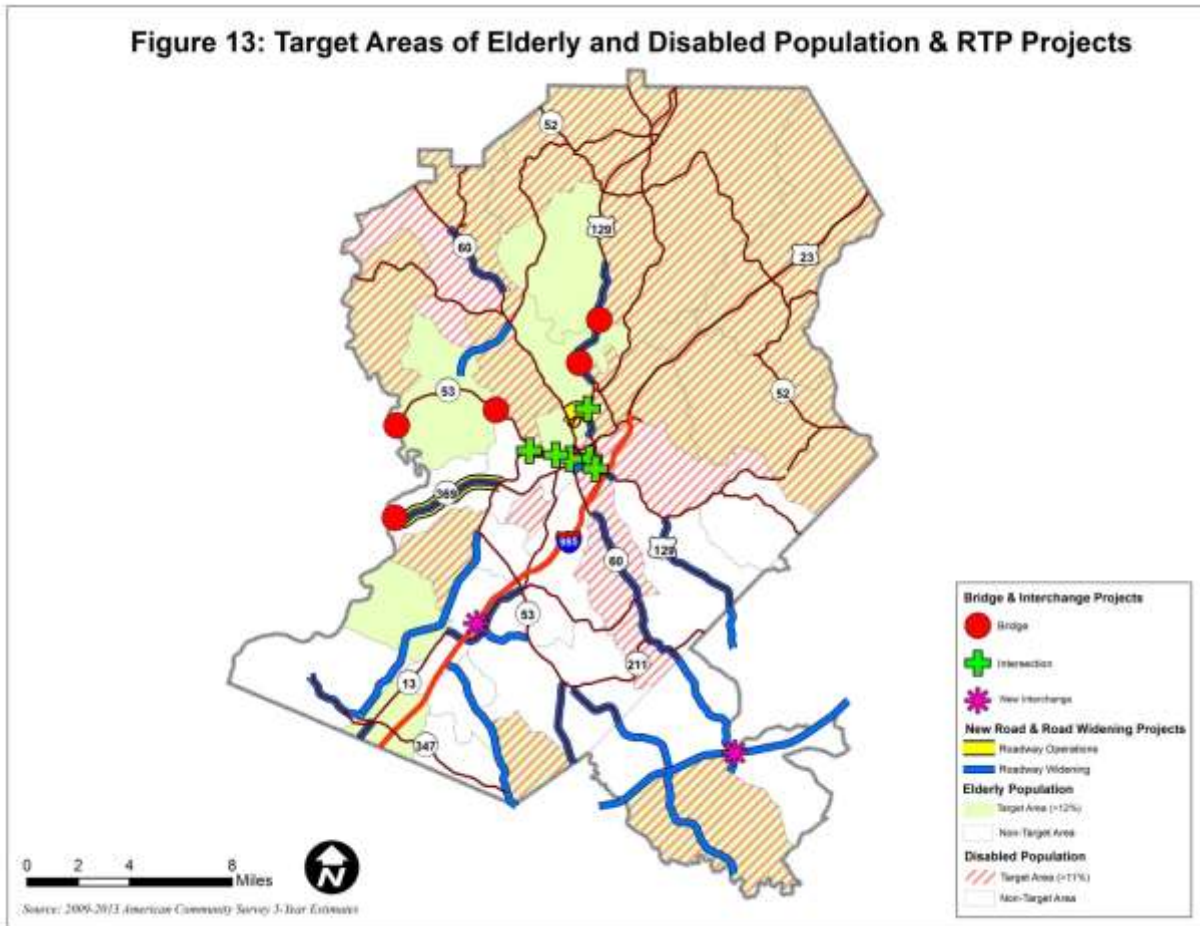 Figure 13: Target Areas of Elderly and Disabled Population & RTP Projects
52
129
60
23
53
52
369
985
129
60
53
211
13
347
Bridge & Interchange Projects
Bridge
Intersection
New Interchange
New Road & Road Widening Projects
Roadway Operations
Roadway Widening
Elderly Population
Target Area (>12%)
Non-Target Area
Disabled Population
Target Area (>11%)
Non-Target Area
0 2 4 8
Miles
N
Source: 2009-2013 American Community Survey 5-Year Estimates